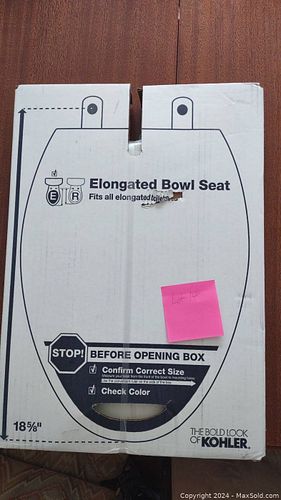 E R
Elongated Bowl Seat
Fits all elongated toilets
STOP!
BEFORE OPENING BOX
Confirm Correct Size
Check Color
18⅝"
THE BOLD LOOK
OF KOHLER.
Copyright © 2024 - MaxSold.com